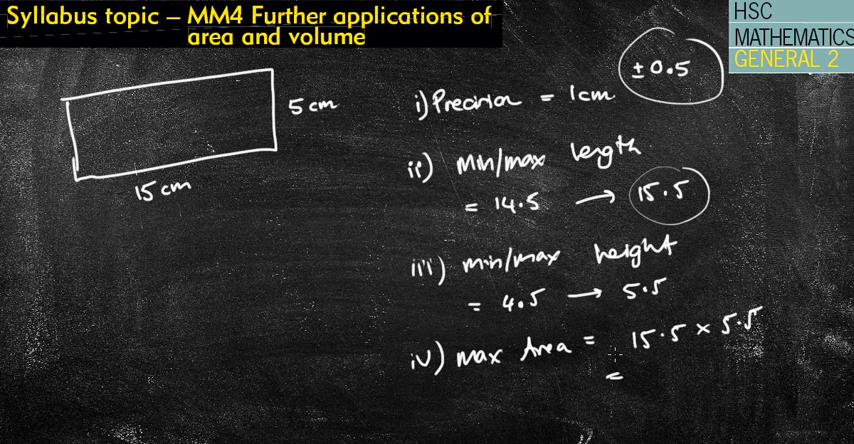 Syllabus topic – MM4 Further applications of
area and volume
HSC
MATHEMATICS
GENERAL 2
5 cm
15 cm
± 0.5
i) Precision = 1cm
ii) Min/max length
= 14.5 → 15.5
iii) min/max height
= 4.5 → 5.5
iv) max Area = 15.5 × 5.5
=